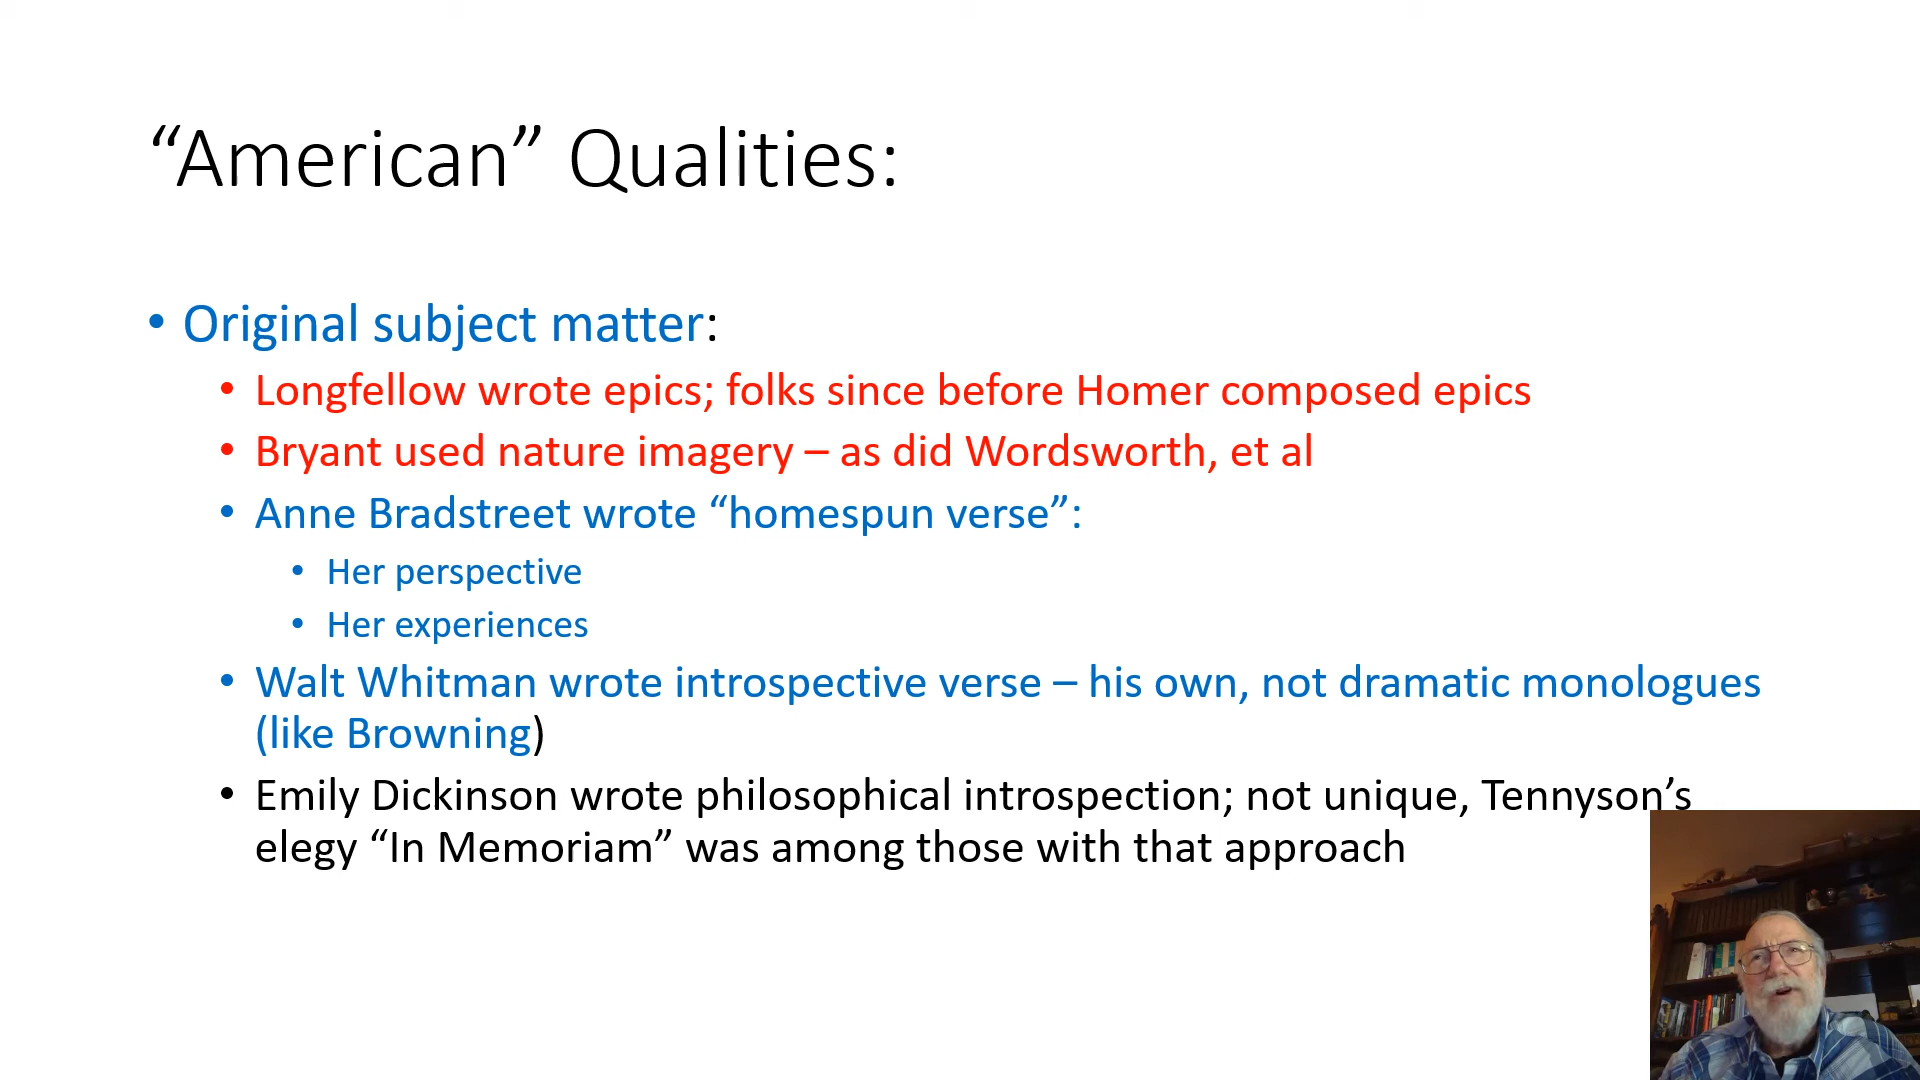 “American” Qualities:
• Original subject matter:
• Longfellow wrote epics; folks since before Homer composed epics
• Bryant used nature imagery – as did Wordsworth, et al
• Anne Bradstreet wrote “homespun verse”:
• Her perspective
• Her experiences
• Walt Whitman wrote introspective verse – his own, not dramatic monologues
(like Browning)
• Emily Dickinson wrote philosophical introspection; not unique, Tennyson’s
elegy “In Memoriam” was among those with that approach